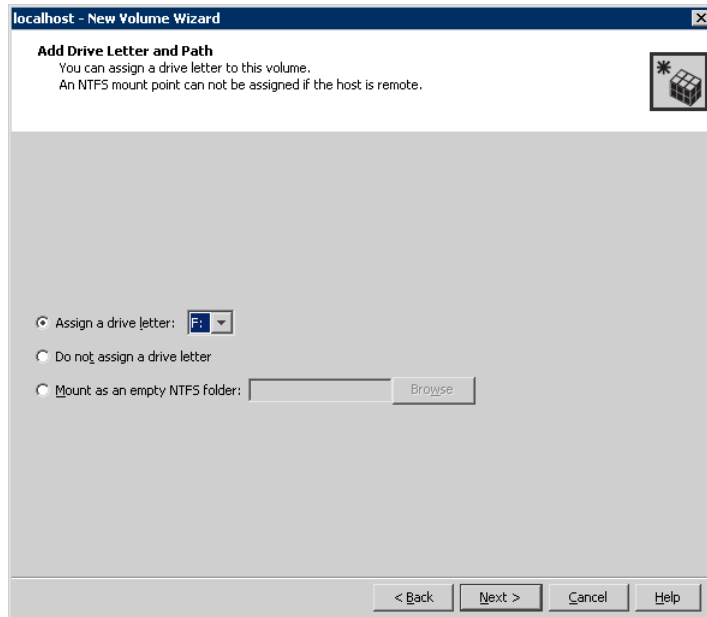 localhost - New Volume Wizard
Add Drive Letter and Path
You can assign a drive letter to this volume.
An NTFS mount point can not be assigned if the host is remote.
Assign a drive letter: F:
Do not assign a drive letter
Mount as an empty NTFS folder: Browse
< Back Next > Cancel Help